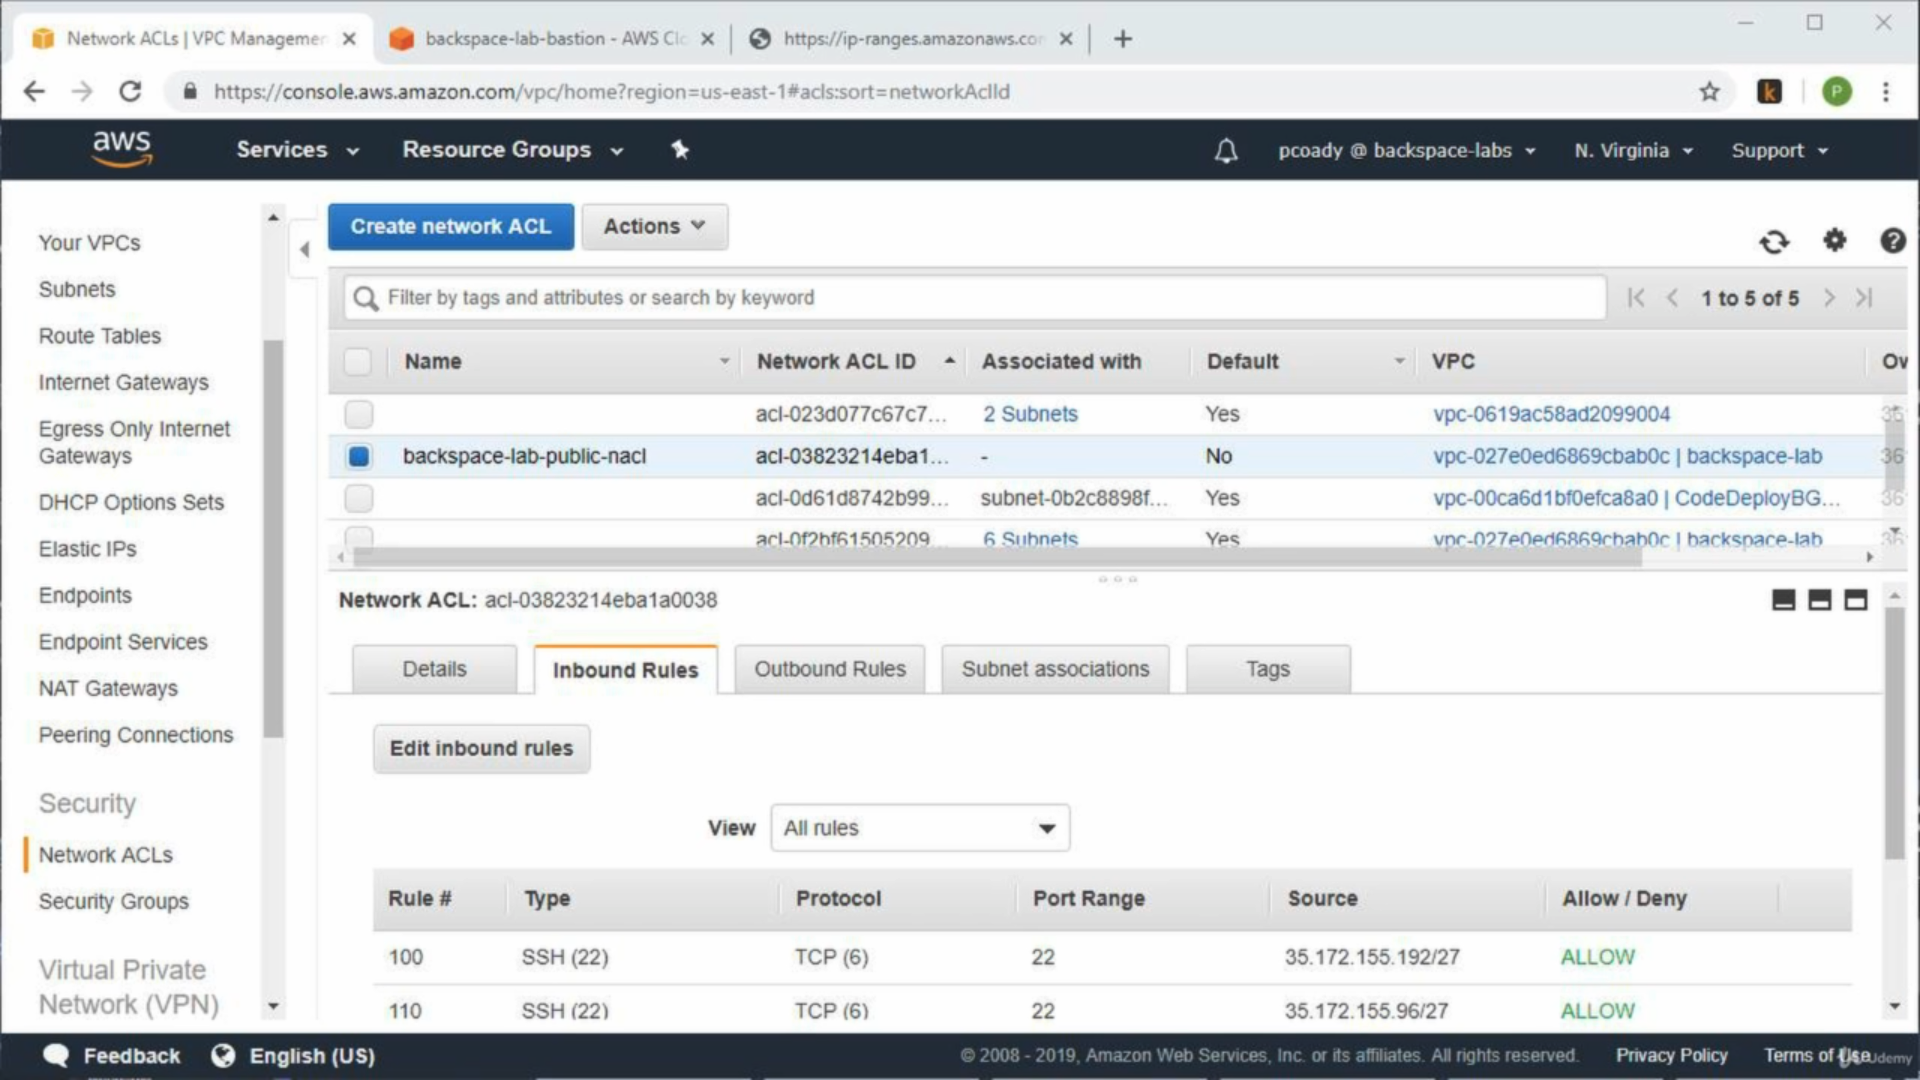 Network ACLs | VPC Managemen
backspace-lab-bastion - AWS Clo
https://ip-ranges.amazonaws.com
https://console.aws.amazon.com/vpc/home?region=us-east-1#acls:sort=networkAclId
k
P
aws
Services
Resource Groups
pcoady @ backspace-labs
N. Virginia
Support
Your VPCs
Subnets
Route Tables
Internet Gateways
Egress Only Internet
Gateways
DHCP Options Sets
Elastic IPs
Endpoints
Endpoint Services
NAT Gateways
Peering Connections
Security
Network ACLs
Security Groups
Virtual Private
Network (VPN)
Create network ACL
Actions
Filter by tags and attributes or search by keyword
1 to 5 of 5
Name Network ACL ID Associated with Default VPC Ow
acl-023d077c67c7... 2 Subnets Yes vpc-0619ac58ad2099004
backspace-lab-public-nacl acl-03823214eba1... - No vpc-027e0ed6869cbab0c | backspace-lab 36
acl-0d61d8742b99... subnet-0b2c8898f... Yes vpc-00ca6d1bf0efca8a0 | CodeDeployBG... 36
acl-0f2bf61505209... 6 Subnets Yes vpc-027e0ed6869cbab0c | backspace-lab
Network ACL: acl-03823214eba1a0038
Details
Inbound Rules
Outbound Rules
Subnet associations
Tags
Edit inbound rules
View All rules
Rule # Type Protocol Port Range Source Allow / Deny
100 SSH (22) TCP (6) 22 35.172.155.192/27 ALLOW
110 SSH (22) TCP (6) 22 35.172.155.96/27 ALLOW
Feedback
English (US)
© 2008 - 2019, Amazon Web Services, Inc. or its affiliates. All rights reserved.
Privacy Policy
Terms of Use
Udemy